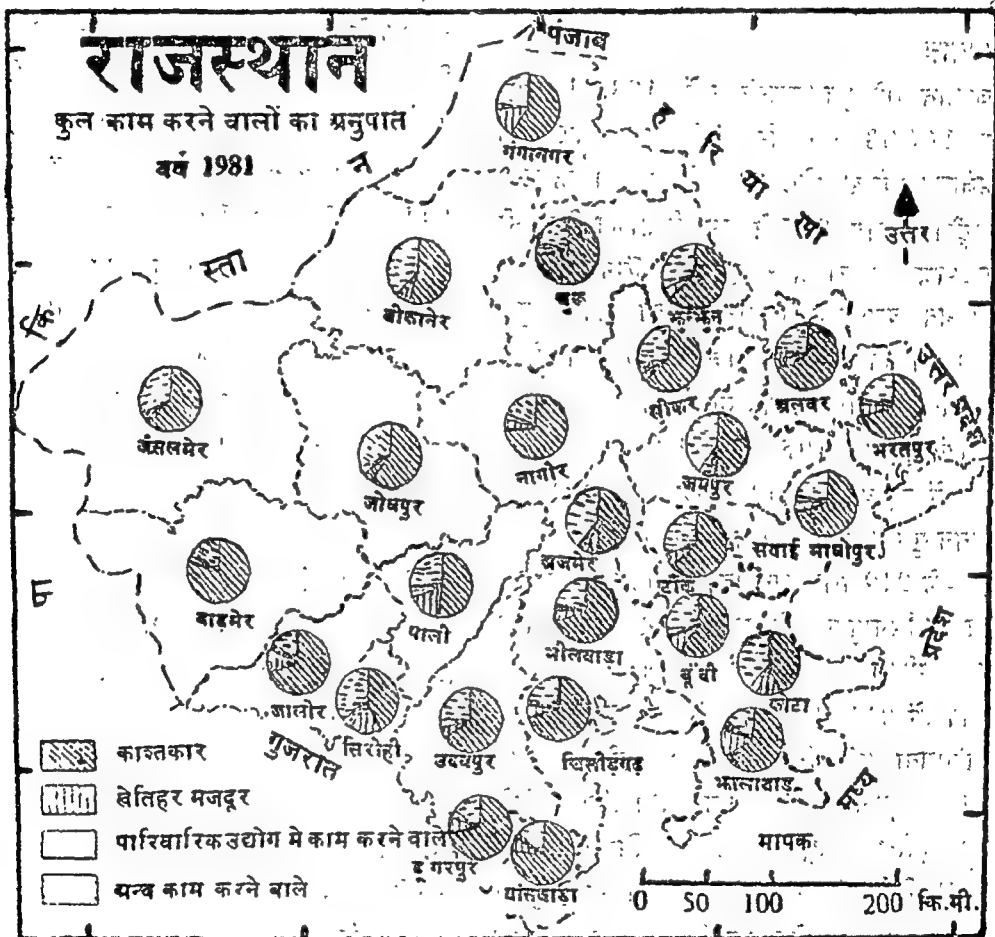 राजस्थान
कुल काम करने वालों का अनुपात
वर्ष 1981
पंजाब
ह रि या णा
उत्तर
पा कि स्ता न
गंगानगर
बीकानेर
चूरू
झुन्झुनू
सीकर
अलवर
भरतपुर
उत्तर प्रदेश
जैसलमेर
जोधपुर
नागौर
जयपुर
सवाई माधोपुर
अजमेर
टोंक
बाड़मेर
पाली
भीलवाड़ा
बूंदी
कोटा
जालोर
सिरोही
उदयपुर
चित्तौड़गढ़
झालावाड़
मध्य प्रदेश
गुजरात
डूंगरपुर
बांसवाड़ा
काश्तकार
खेतिहर मजदूर
पारिवारिक उद्योग मे काम करने वाले
अन्य काम करने वाले
मापक
0 50 100 200 कि.मी.